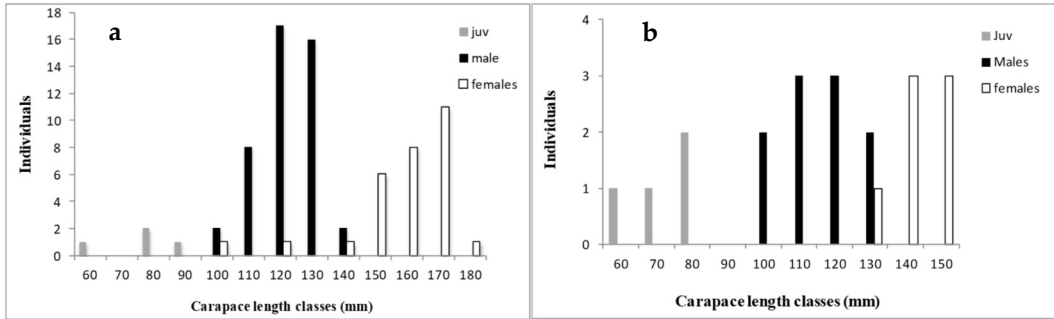 a
18
16
14
12
10
8
6
4
2
0
Individuals
juv
male
females
60 70 80 90 100 110 120 130 140 150 160 170 180
Carapace length classes (mm)
b
4
3
2
1
0
Individuals
Juv
Males
females
60 70 80 90 100 110 120 130 140 150
Carapace length classes (mm)